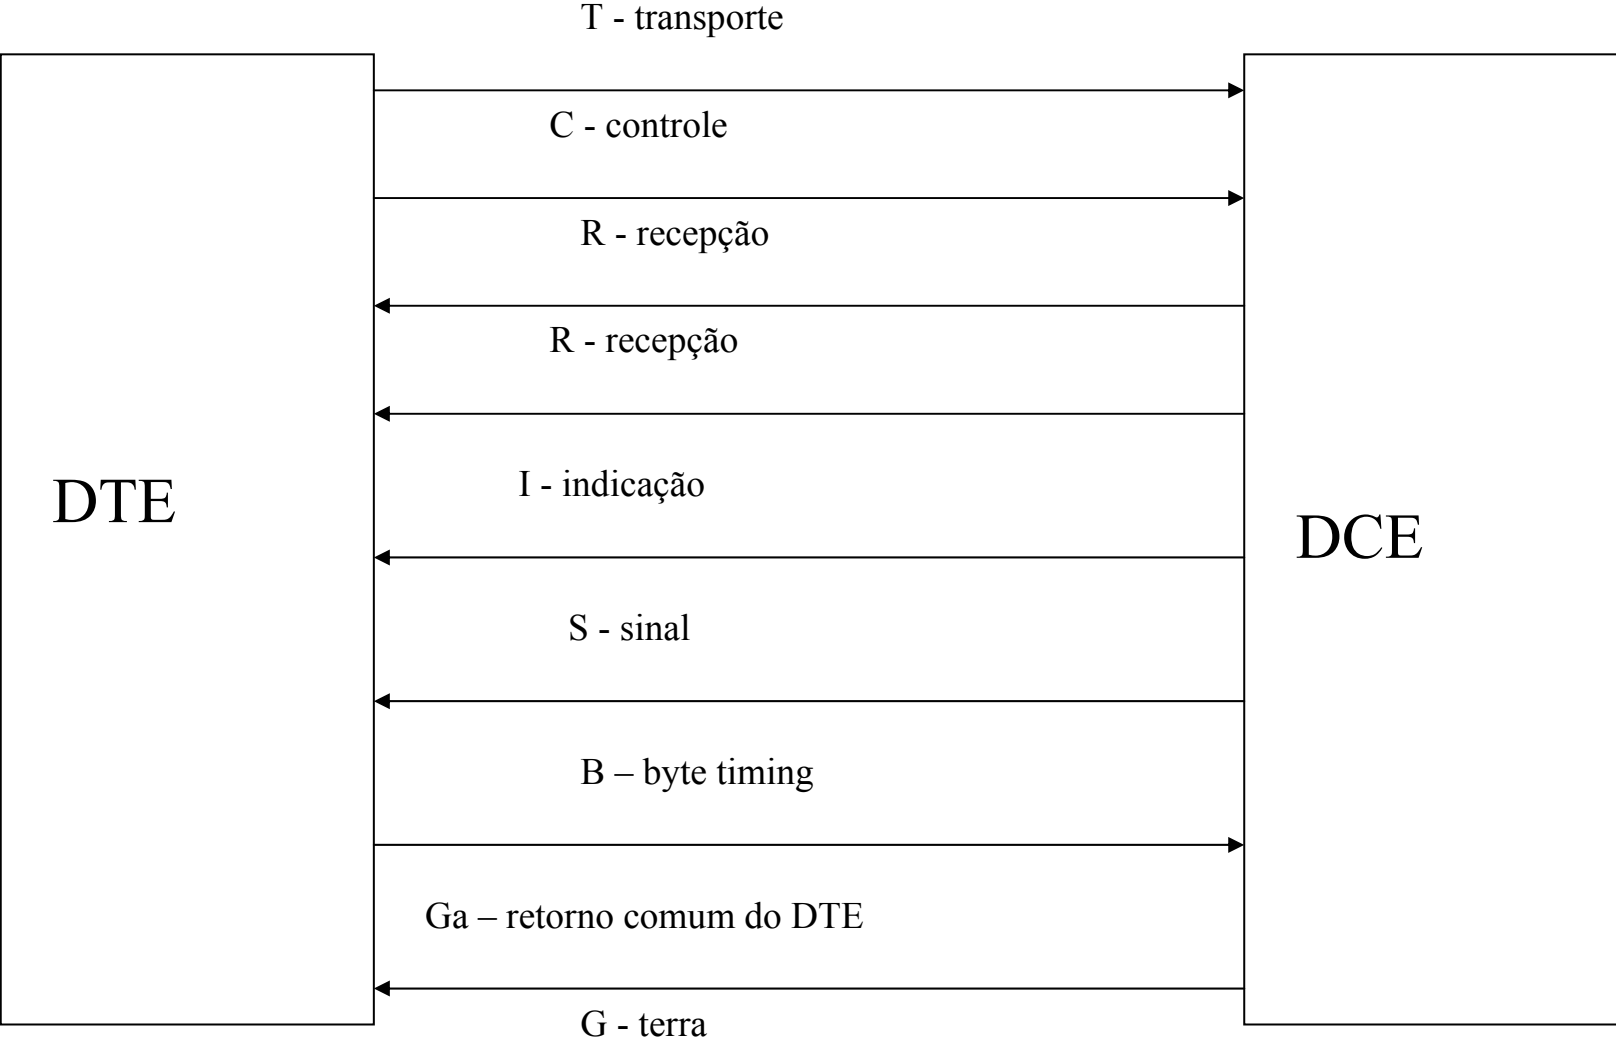 T - transporte
C - controle
R - recepção
R - recepção
I - indicação
DTE
DCE
S - sinal
B – byte timing
Ga – retorno comum do DTE
G - terra